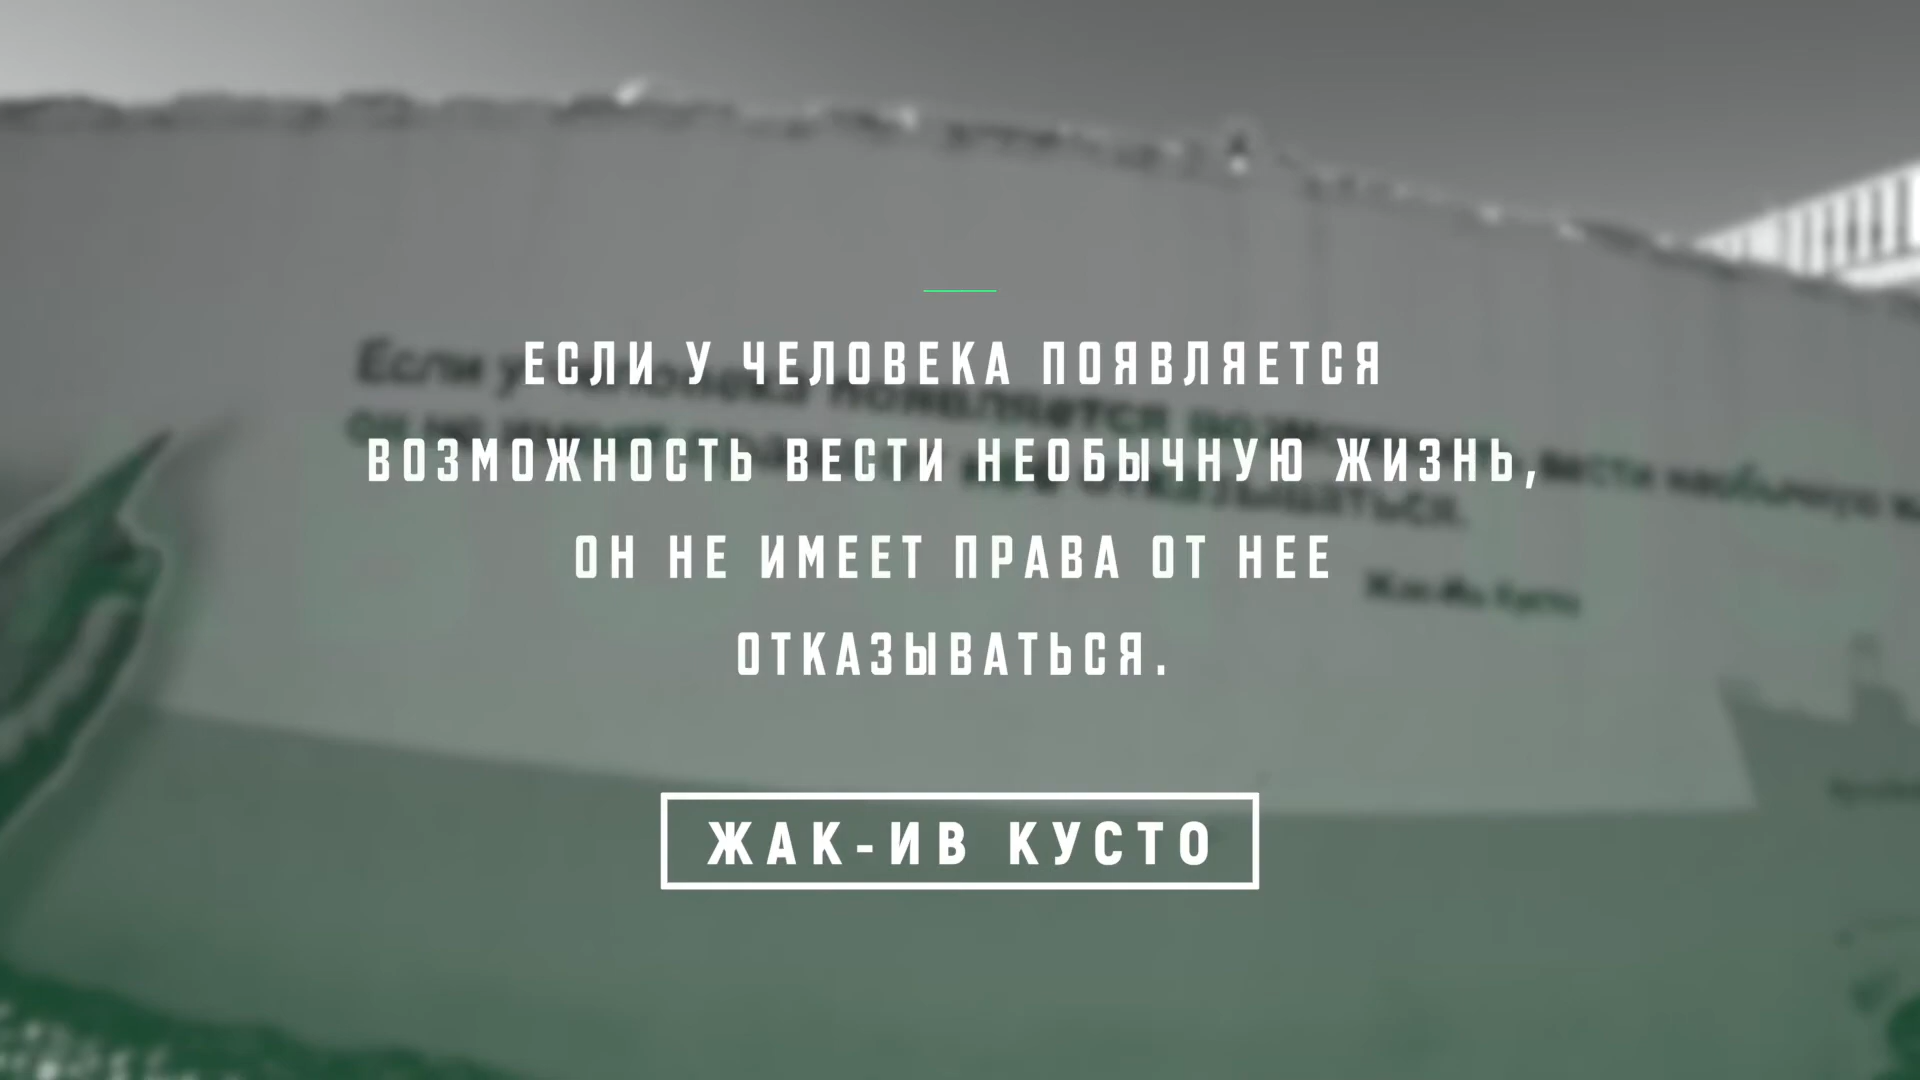 ЕСЛИ У ЧЕЛОВЕКА ПОЯВЛЯЕТСЯ
ВОЗМОЖНОСТЬ ВЕСТИ НЕОБЫЧНУЮ ЖИЗНЬ,
ОН НЕ ИМЕЕТ ПРАВА ОТ НЕЕ
ОТКАЗЫВАТЬСЯ.
ЖАК-ИВ КУСТО